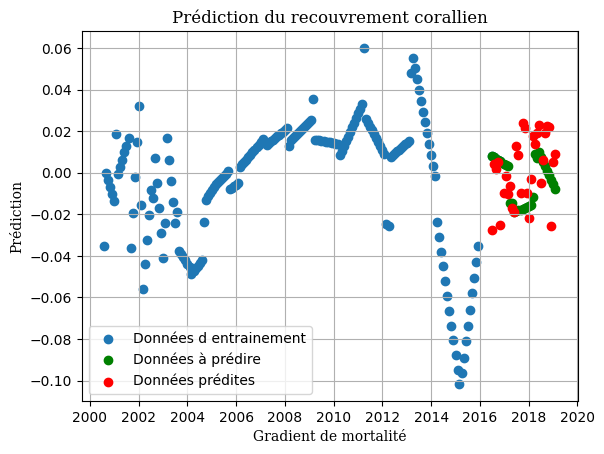 Prédiction du recouvrement corallien
0.06
0.04
0.02
0.00
−0.02
−0.04
−0.06
−0.08
−0.10
Prédiction
Données d entrainement
Données à prédire
Données prédites
2000 2002 2004 2006 2008 2010 2012 2014 2016 2018 2020
Gradient de mortalité